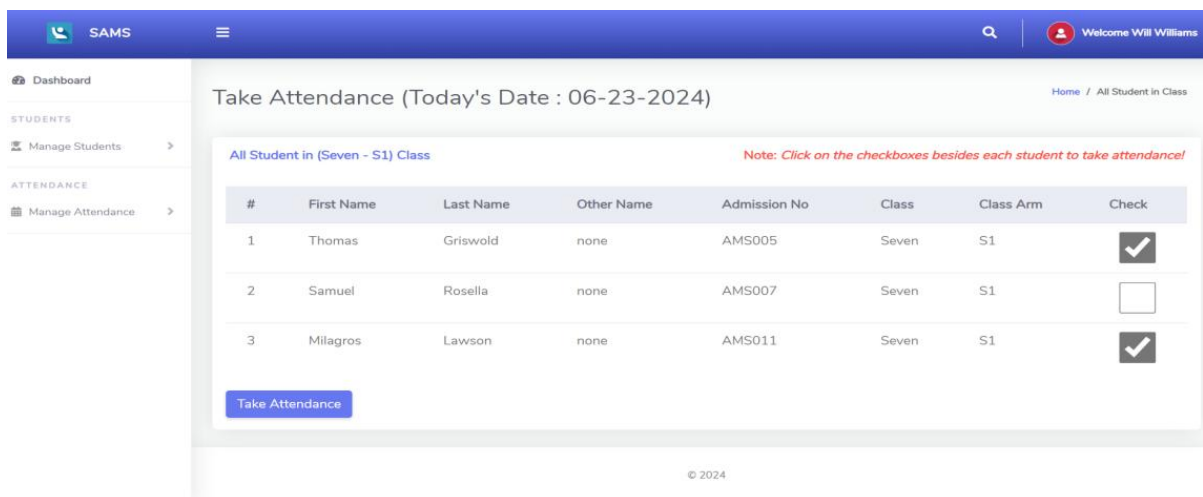 SAMS
Welcome Will Williams
Dashboard
STUDENTS
Manage Students
ATTENDANCE
Manage Attendance
Take Attendance (Today's Date : 06-23-2024)
Home / All Student in Class
All Student in (Seven - S1) Class
Note: Click on the checkboxes besides each student to take attendance!
# First Name Last Name Other Name Admission No Class Class Arm Check
1 Thomas Griswold none AMS005 Seven S1
2 Samuel Rosella none AMS007 Seven S1
3 Milagros Lawson none AMS011 Seven S1
Take Attendance
© 2024